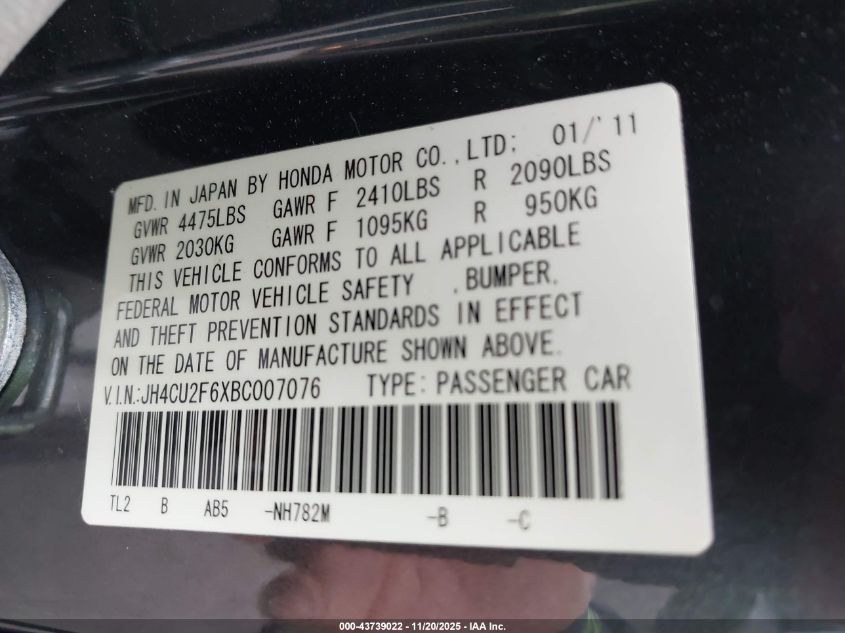 MFD. IN JAPAN BY HONDA MOTOR CO.,LTD; 01/'11
GVWR 4475LBS GAWR F 2410LBS R 2090LBS
GVWR 2030KG GAWR F 1095KG R 950KG
THIS VEHICLE CONFORMS TO ALL APPLICABLE
FEDERAL MOTOR VEHICLE SAFETY ,BUMPER,
AND THEFT PREVENTION STANDARDS IN EFFECT
ON THE DATE OF MANUFACTURE SHOWN ABOVE.
V.I.N.:JH4CU2F6XBC007076 TYPE: PASSENGER CAR
TL2 B AB5 -NH782M -B -C
000-43739022 - 11/20/2025 - IAA Inc.